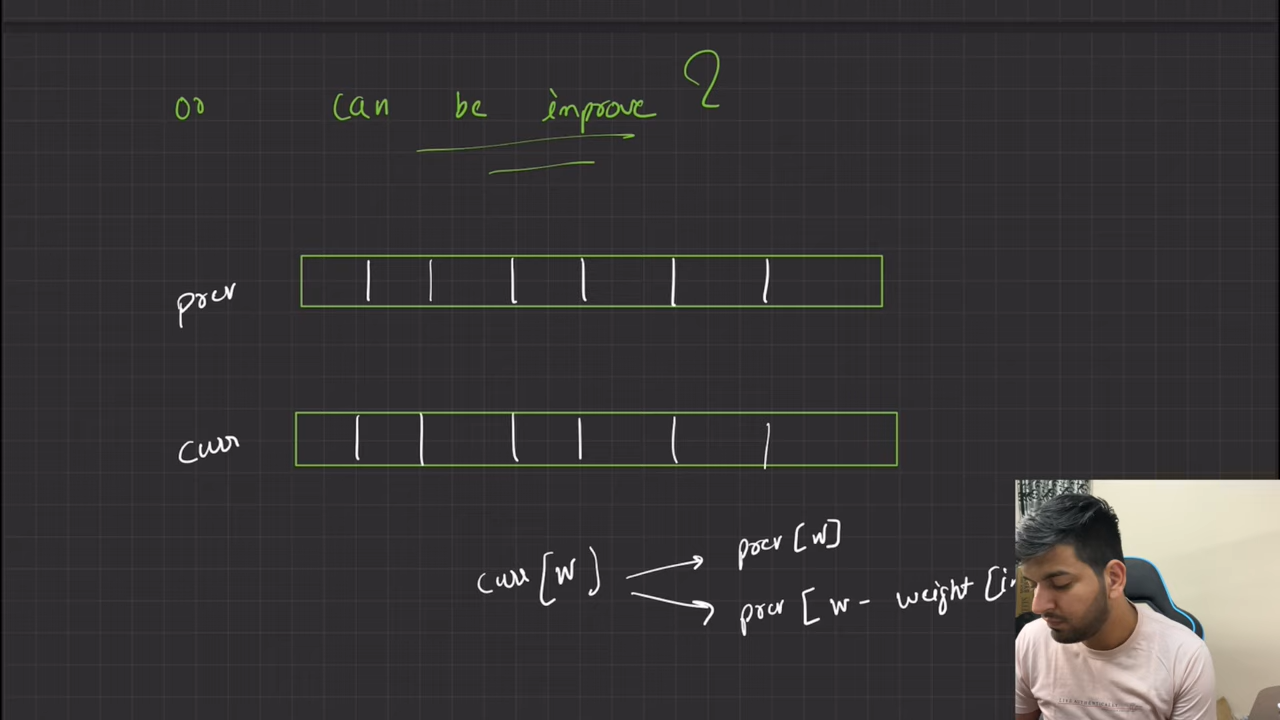 or can be improve ?
prev
curr
curr [w] prev [w]
prev [ w - weight [i